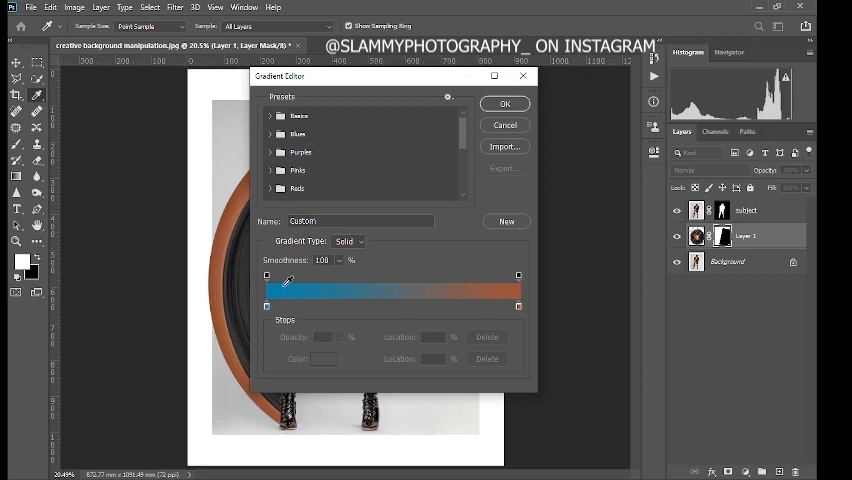 Ps File Edit Image Layer Type Select Filter 3D View Window Help
Sample Size: Point Sample Sample: All Layers Show Sampling Ring
creative background manipulation.jpg @ 20.5% (Layer 1, Layer Mask/8) *
@SLAMMYPHOTOGRAPHY_ ON INSTAGRAM
Histogram Navigator
Gradient Editor
Presets
Basics
Blues
Purples
Pinks
Reds
OK
Cancel
Import...
Export...
Name: Custom New
Gradient Type: Solid
Smoothness: 100 %
Stops
Opacity: % Location: % Delete
Color: Location: % Delete
Layers Channels Paths
Kind
Normal Opacity: 100%
Lock: Fill: 100%
subject
Layer 1
Background
20.49% 872.77 mm x 1091.49 mm (72 ppi)